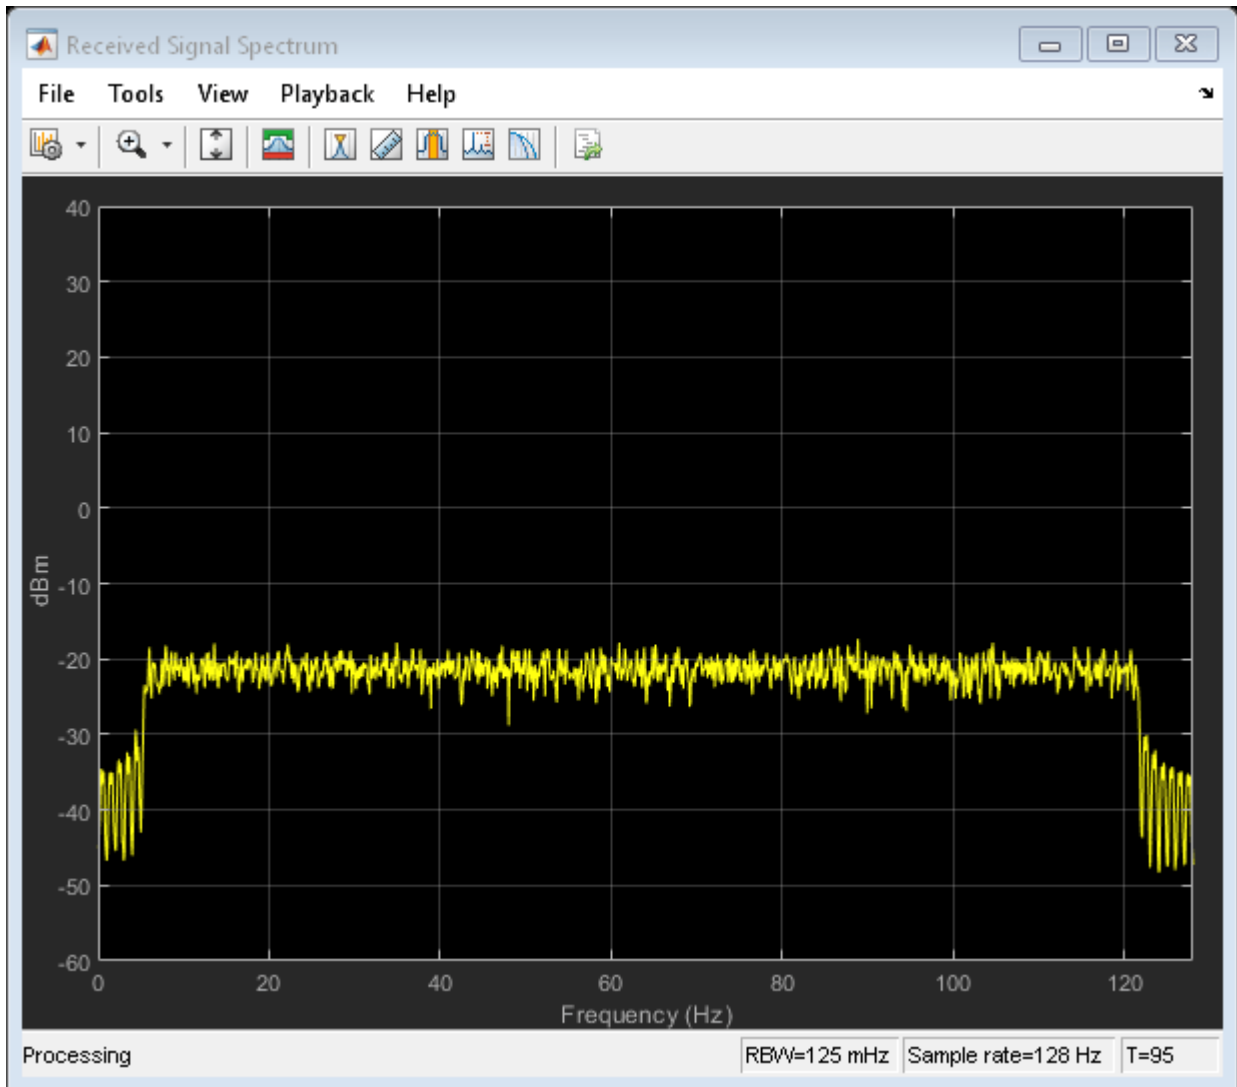 Received Signal Spectrum
File Tools View Playback Help
40
30
20
10
0
-10
-20
-30
-40
-50
-60
dBm
0 20 40 60 80 100 120
Frequency (Hz)
Processing RBW=125 mHz Sample rate=128 Hz T=95